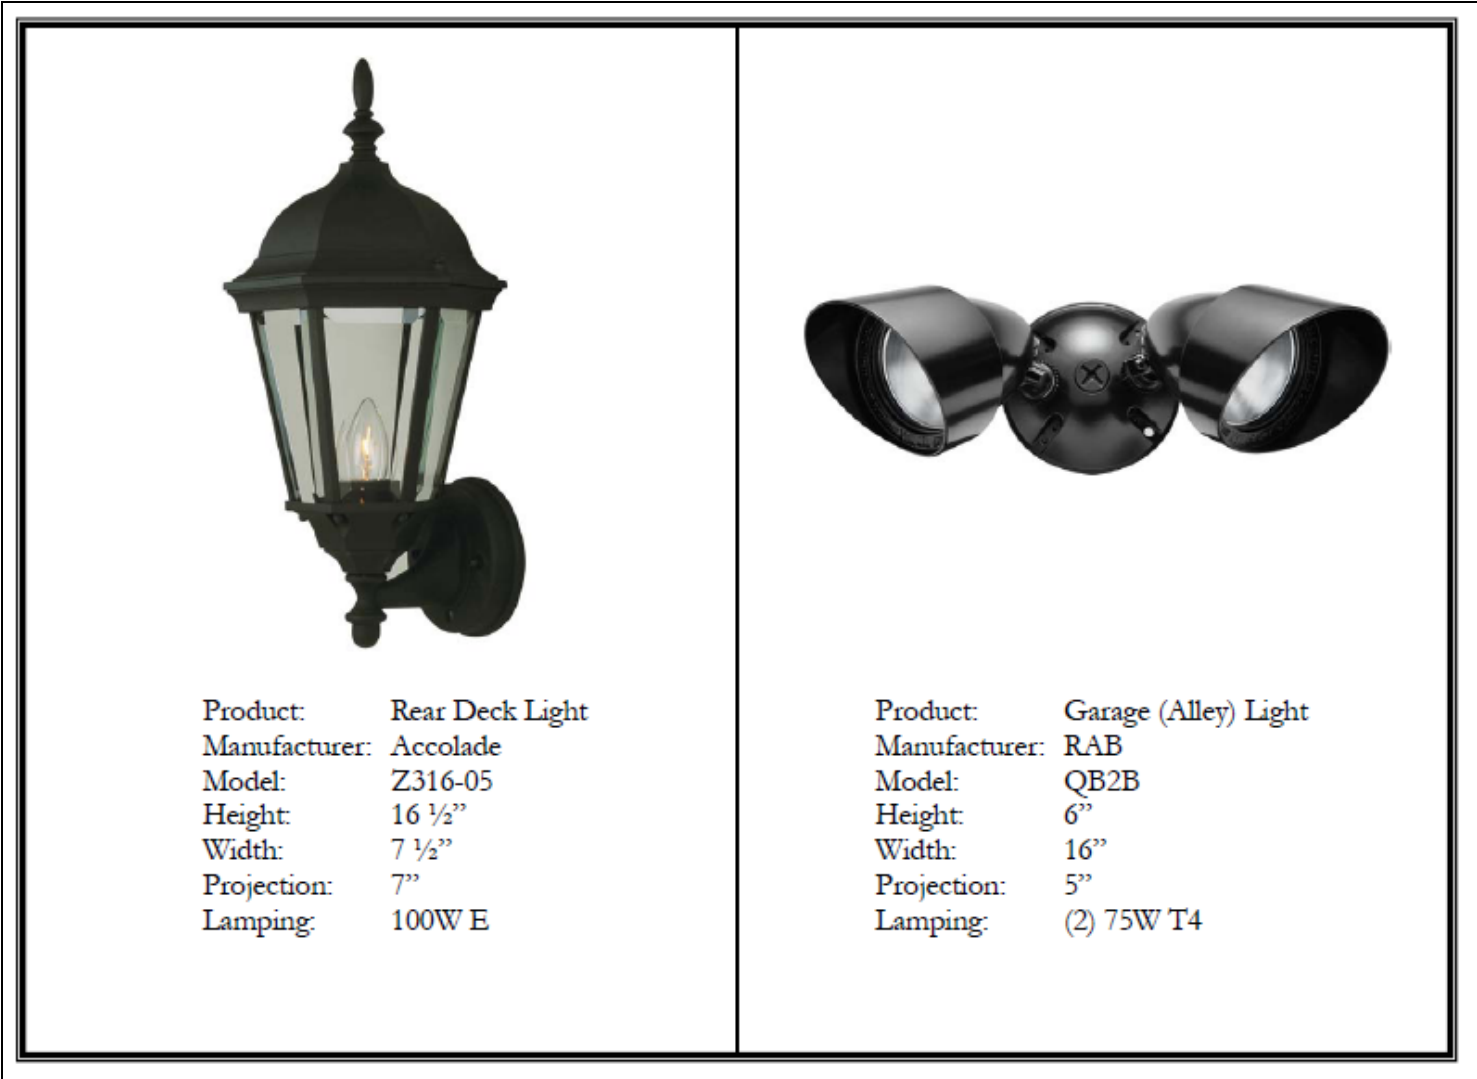 Product: Rear Deck Light
Manufacturer: Accolade
Model: Z316-05
Height: 16 ½”
Width: 7 ½”
Projection: 7”
Lamping: 100W E
Product: Garage (Alley) Light
Manufacturer: RAB
Model: QB2B
Height: 6”
Width: 16”
Projection: 5”
Lamping: (2) 75W T4